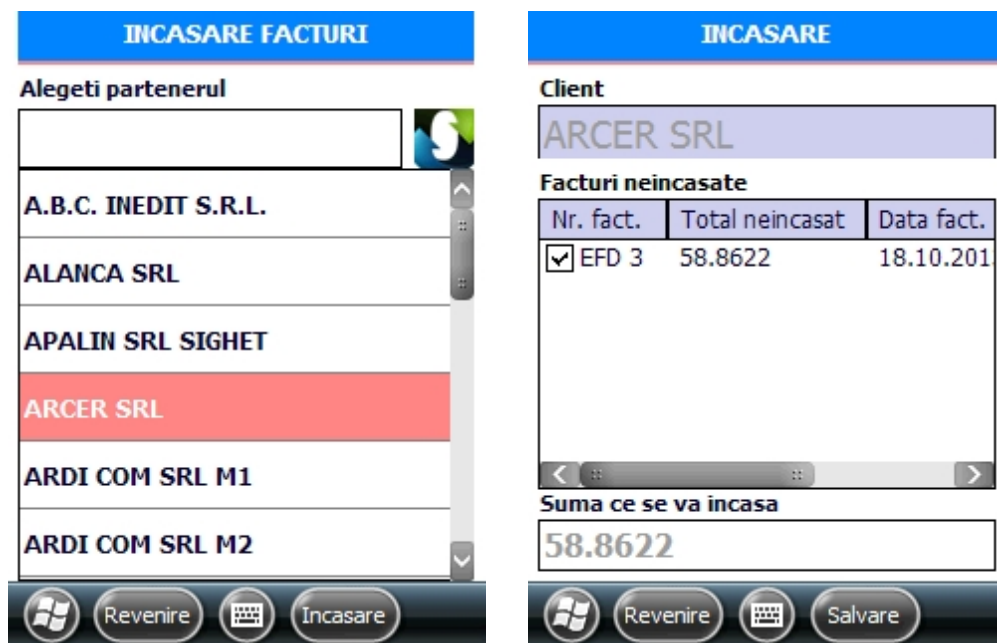 INCASARE FACTURI
Alegeti partenerul
A.B.C. INEDIT S.R.L.
ALANCA SRL
APALIN SRL SIGHET
ARCER SRL
ARDI COM SRL M1
ARDI COM SRL M2
Revenire Incasare
INCASARE
Client
ARCER SRL
Facturi neincasate
Nr. fact. Total neincasat Data fact.
EFD 3 58.8622 18.10.201
Suma ce se va incasa
58.8622
Revenire Salvare